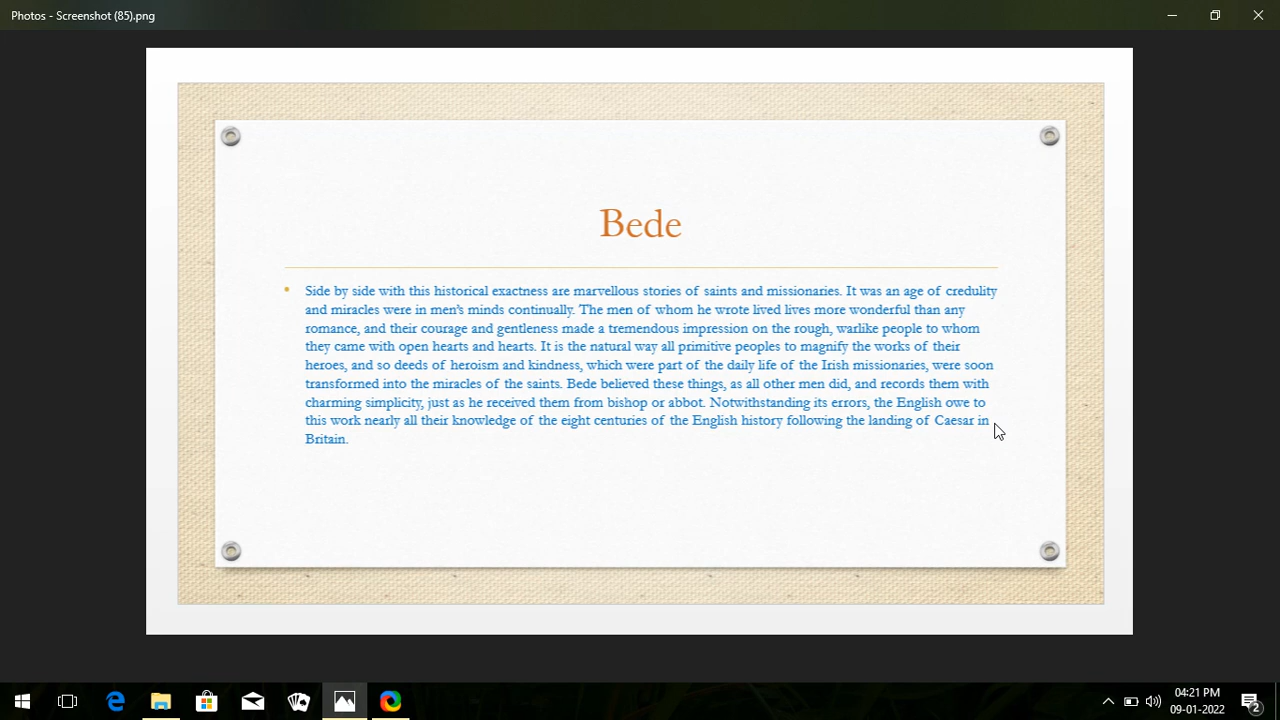 Photos - Screenshot (85).png
Bede
• Side by side with this historical exactness are marvellous stories of saints and missionaries. It was an age of credulity
and miracles were in men's minds continually. The men of whom he wrote lived lives more wonderful than any
romance, and their courage and gentleness made a tremendous impression on the rough, warlike people to whom
they came with open hearts and hearts. It is the natural way all primitive peoples to magnify the works of their
heroes, and so deeds of heroism and kindness, which were part of the daily life of the Irish missionaries, were soon
transformed into the miracles of the saints. Bede believed these things, as all other men did, and records them with
charming simplicity, just as he received them from bishop or abbot. Notwithstanding its errors, the English owe to
this work nearly all their knowledge of the eight centuries of the English history following the landing of Caesar in
Britain.
04:21 PM
09-01-2022
2